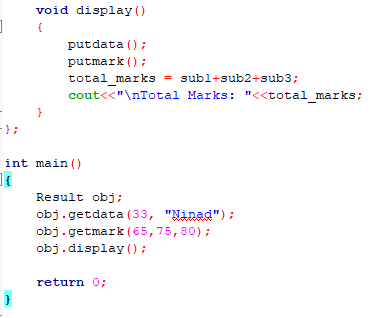 void display()
{
putdata();
putmark();
total_marks = sub1+sub2+sub3;
cout<<"\nTotal Marks: "<<total_marks;
}
};
int main()
{
Result obj;
obj.getdata(33, "Ninad");
obj.getmark(65,75,80);
obj.display();
return 0;
}